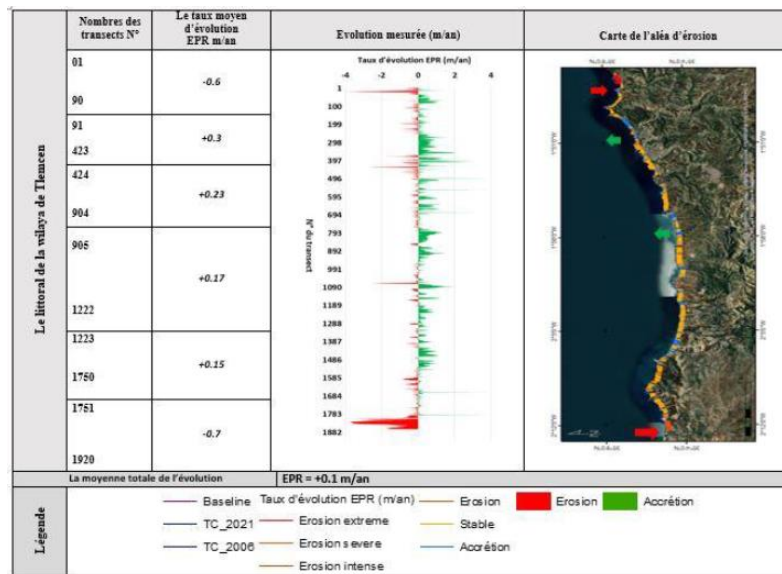 Nombres des
transects N°
Le taux moyen
d'évolution
EPR m/an
Evolution mesurée (m/an)
Carte de l'aléa d'érosion
Le littoral de la wilaya de Tlemcen
01
90
-0.6
91
423
+0.3
424
904
+0.23
905
1222
+0.17
1223
1750
+0.15
1751
1920
-0.7
Taux d'évolution EPR (m/an)
-4 -2 0 2 4
N° du transect
1
100
199
298
397
496
595
694
793
892
991
1090
1189
1288
1387
1486
1585
1684
1783
1882
La moyenne totale de l'évolution
EPR = +0.1 m/an
Légende
Baseline
TC_2021
TC_2006
Taux d'évolution EPR (m/an)
Erosion extreme
Erosion severe
Erosion intense
Erosion
Stable
Accrétion
Erosion
Accrétion